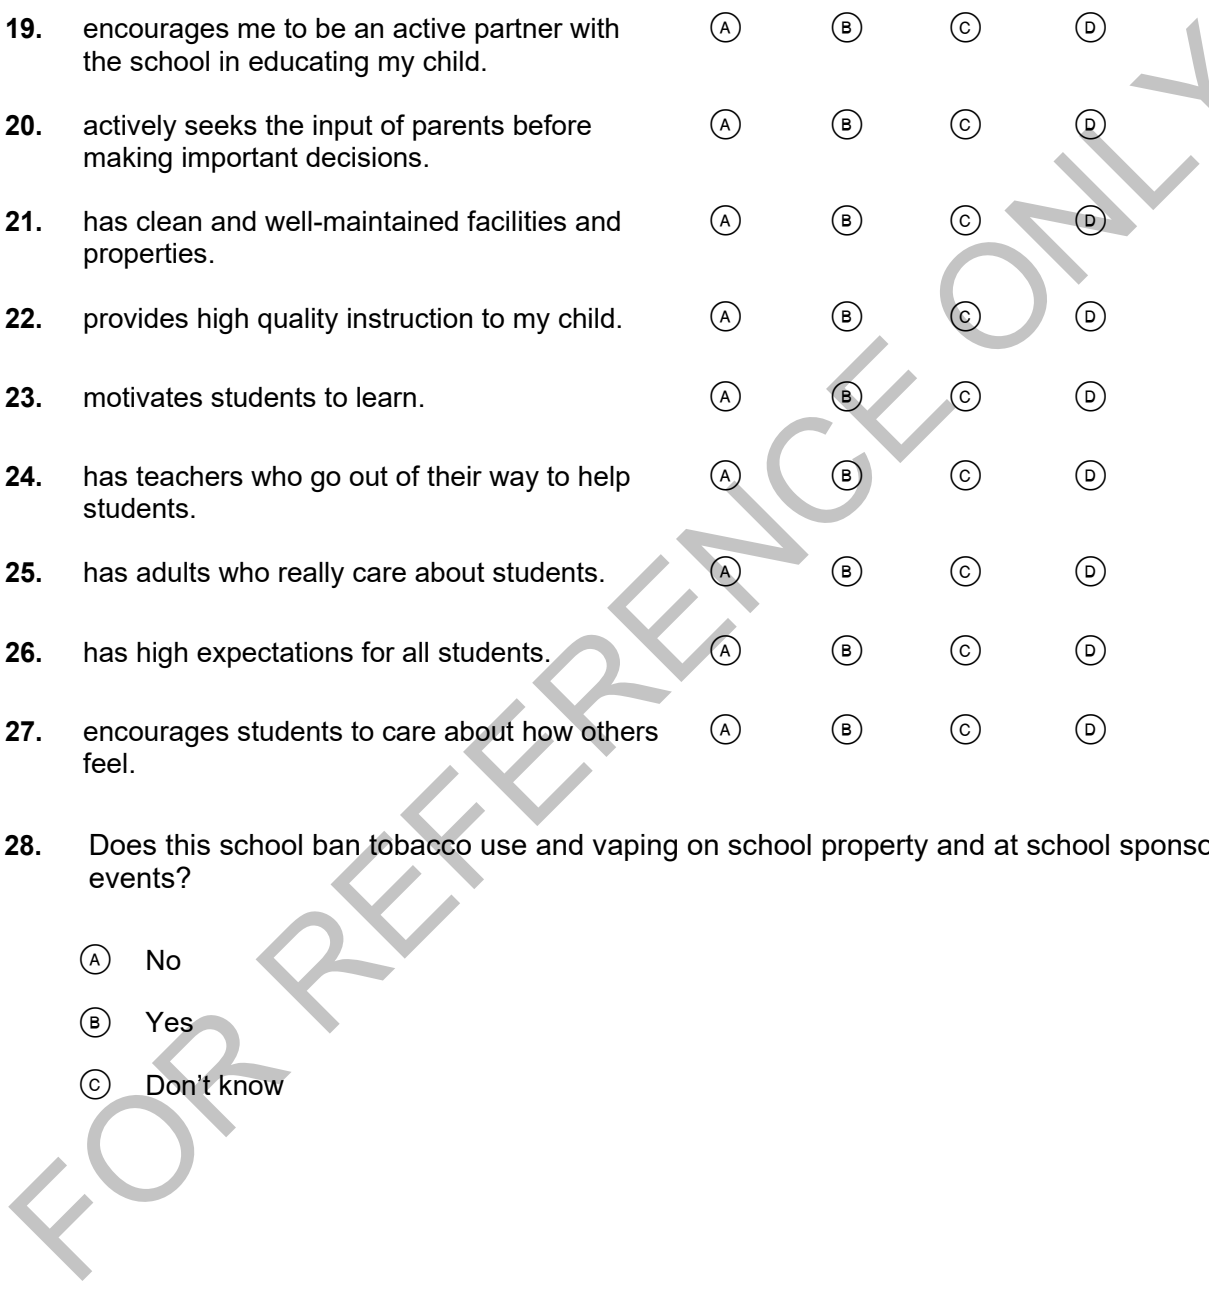 19. encourages me to be an active partner with A B C D
the school in educating my child.
20. actively seeks the input of parents before A B C D
making important decisions.
21. has clean and well-maintained facilities and A B C D
properties.
22. provides high quality instruction to my child. A B C D
23. motivates students to learn. A B C D
24. has teachers who go out of their way to help A B C D
students.
25. has adults who really care about students. A B C D
26. has high expectations for all students. A B C D
27. encourages students to care about how others A B C D
feel.
28. Does this school ban tobacco use and vaping on school property and at school
events?
A No
B Yes
C Don't know
FOR REFERENCE ONLY